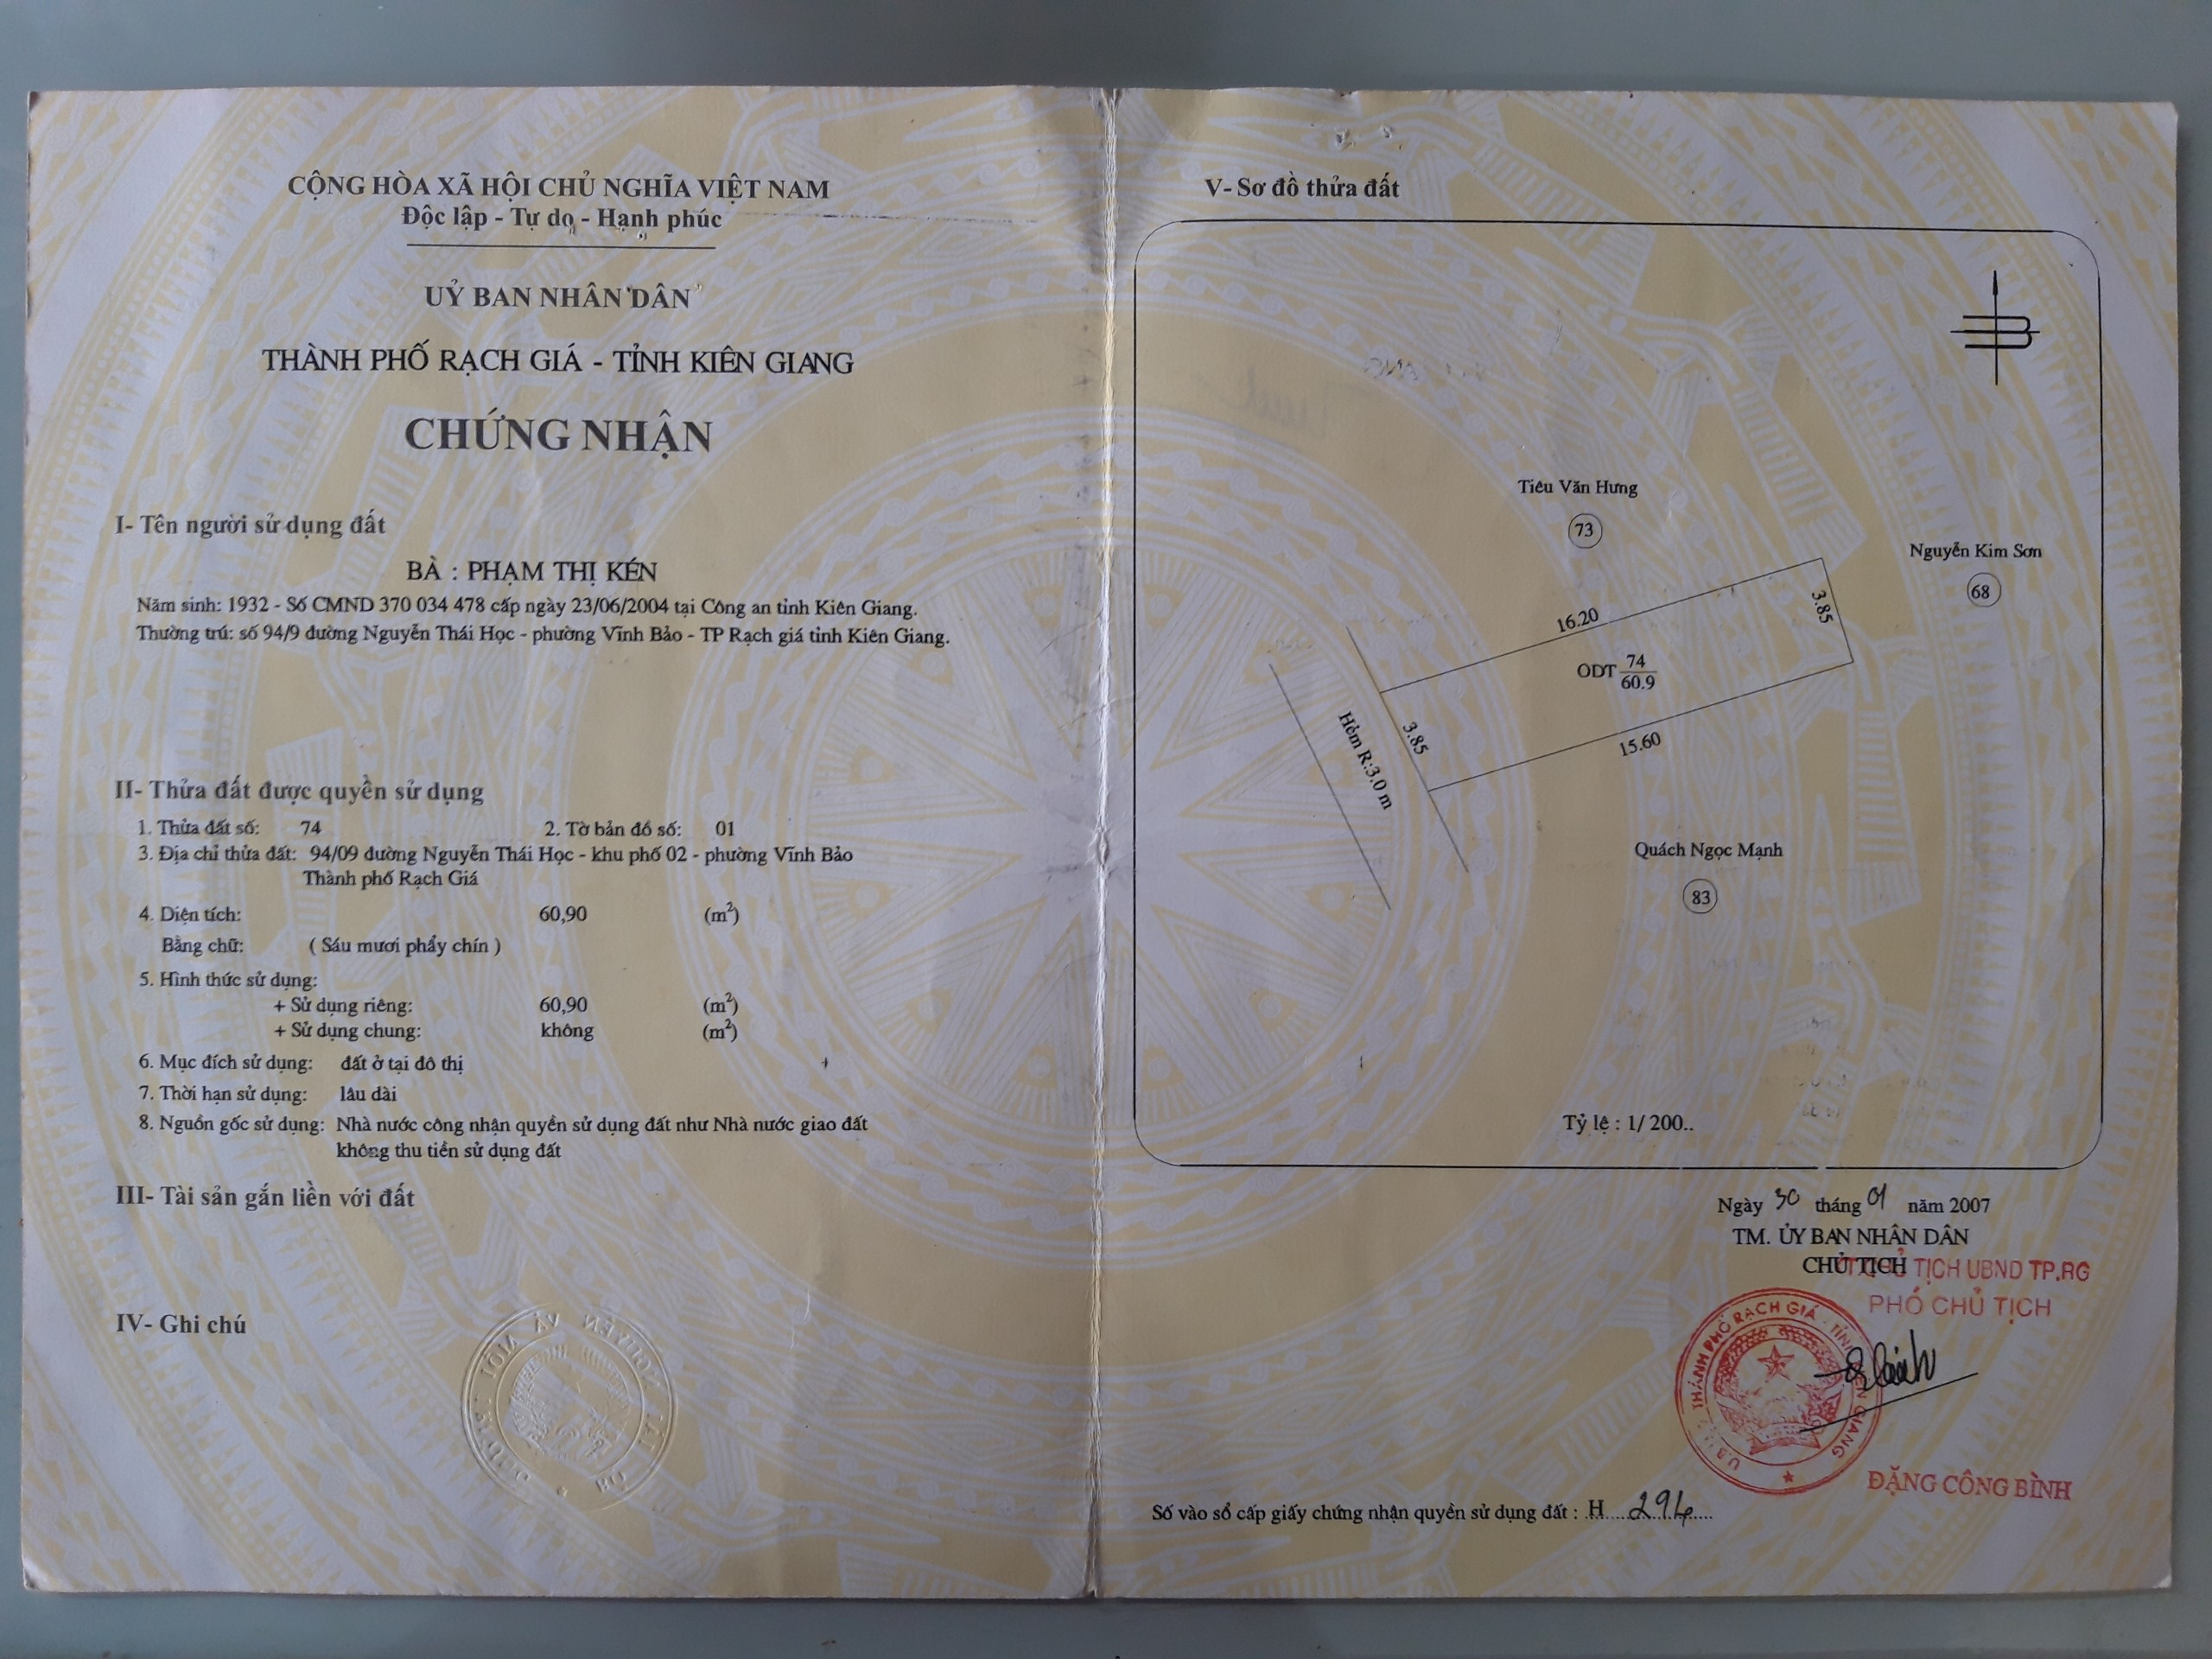 CỘNG HÒA XÃ HỘI CHỦ NGHĨA VIỆT NAM
Độc lập - Tự do - Hạnh phúc
UỶ BAN NHÂN DÂN
THÀNH PHỐ RẠCH GIÁ - TỈNH KIÊN GIANG
CHỨNG NHẬN
I- Tên người sử dụng đất
BÀ : PHẠM THỊ KÉN
Năm sinh: 1932 - Số CMND 370 034 478 cấp ngày 23/06/2004 tại Công an tỉnh Kiên Giang.
Thường trú: số 94/9 đường Nguyễn Thái Học - phường Vĩnh Bảo - TP Rạch giá tỉnh Kiên Giang.
II- Thửa đất được quyền sử dụng
1. Thửa đất số: 74 2. Tờ bản đồ số: 01
3. Địa chỉ thửa đất: 94/09 đường Nguyễn Thái Học - khu phố 02 - phường Vĩnh Bảo
Thành phố Rạch Giá
4. Diện tích: 60,90 (m²)
Bằng chữ: ( Sáu mươi phẩy chín )
5. Hình thức sử dụng:
+ Sử dụng riêng: 60,90 (m²)
+ Sử dụng chung: không (m²)
6. Mục đích sử dụng: đất ở tại đô thị
7. Thời hạn sử dụng: lâu dài
8. Nguồn gốc sử dụng: Nhà nước công nhận quyền sử dụng đất như Nhà nước giao đất
không thu tiền sử dụng đất
III- Tài sản gắn liền với đất
IV- Ghi chú
V- Sơ đồ thửa đất
B
Tiêu Văn Hưng
73
Nguyễn Kim Sơn
68
16.20
3.85
ODT 74
60.9
3.85
15.60
Hẻm R:3.0 m
Quách Ngọc Mạnh
83
Tỷ lệ : 1/ 200..
Ngày 30 tháng 01 năm 2007
TM. ỦY BAN NHÂN DÂN
CHỦ TỊCH
TỊCH UBND TP.RG
PHÓ CHỦ TỊCH
THÀNH PHỐ RẠCH GIÁ - TỈNH KIÊN GIANG
ĐẶNG CÔNG BÌNH
Số vào sổ cấp giấy chứng nhận quyền sử dụng đất : H 294